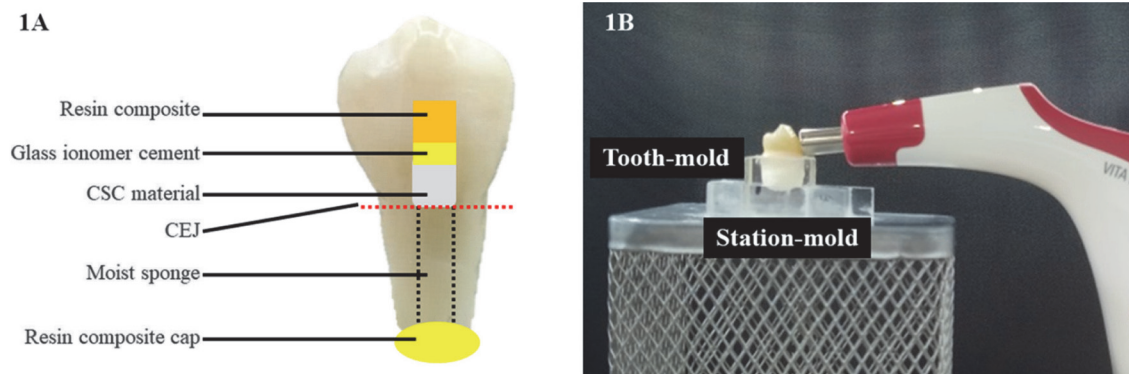 1A
Resin composite
Glass ionomer cement
CSC material
CEJ
Moist sponge
Resin composite cap
1B
Tooth-mold
Station-mold
VITA